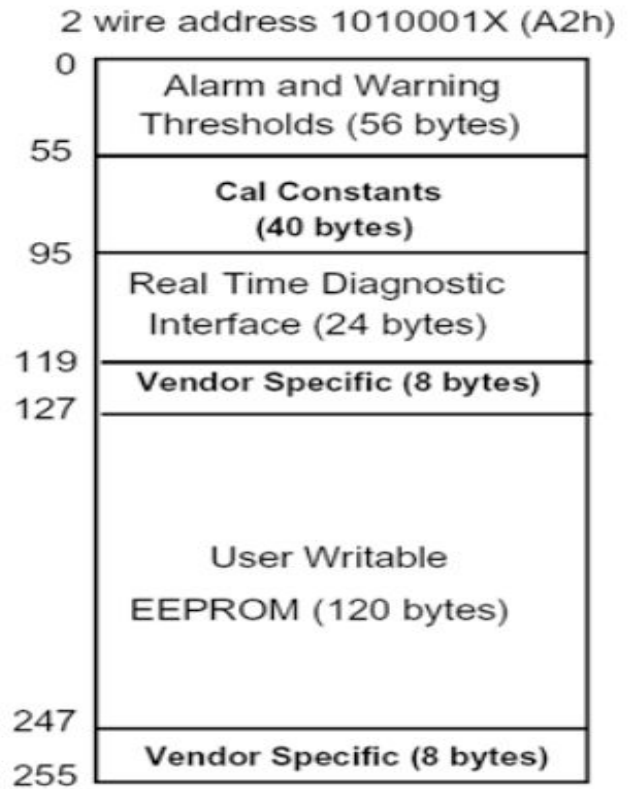 2 wire address 1010001X (A2h)
0
Alarm and Warning
Thresholds (56 bytes)
55
Cal Constants
(40 bytes)
95
Real Time Diagnostic
Interface (24 bytes)
119
Vendor Specific (8 bytes)
127
User Writable
EEPROM (120 bytes)
247
Vendor Specific (8 bytes)
255